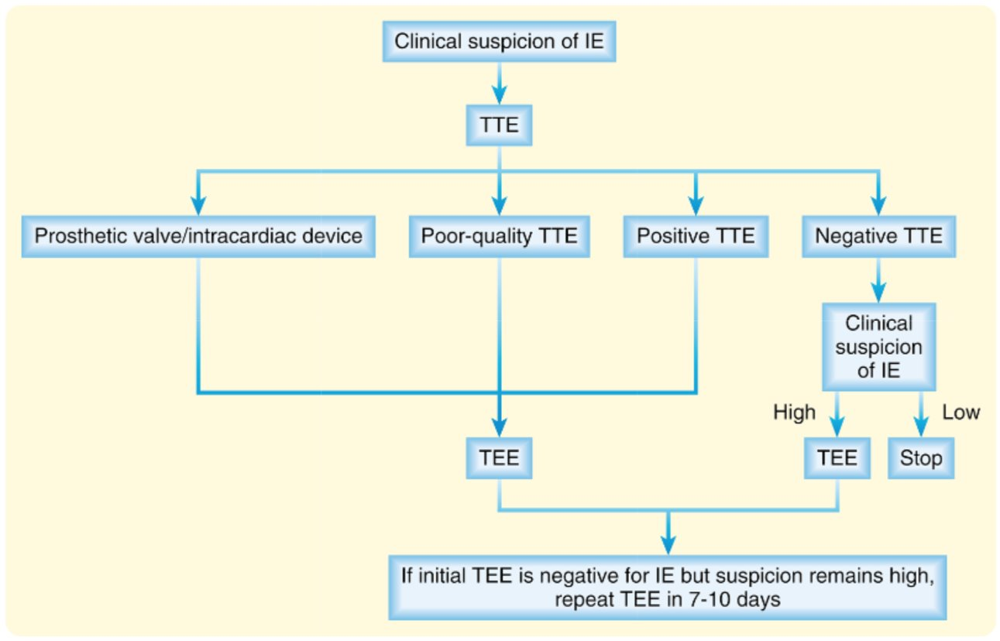 Clinical suspicion of IE
TTE
Prosthetic valve/intracardiac device
Poor-quality TTE
Positive TTE
Negative TTE
Clinical
suspicion
of IE
High
Low
TEE
TEE
Stop
If initial TEE is negative for IE but suspicion remains high,
repeat TEE in 7-10 days